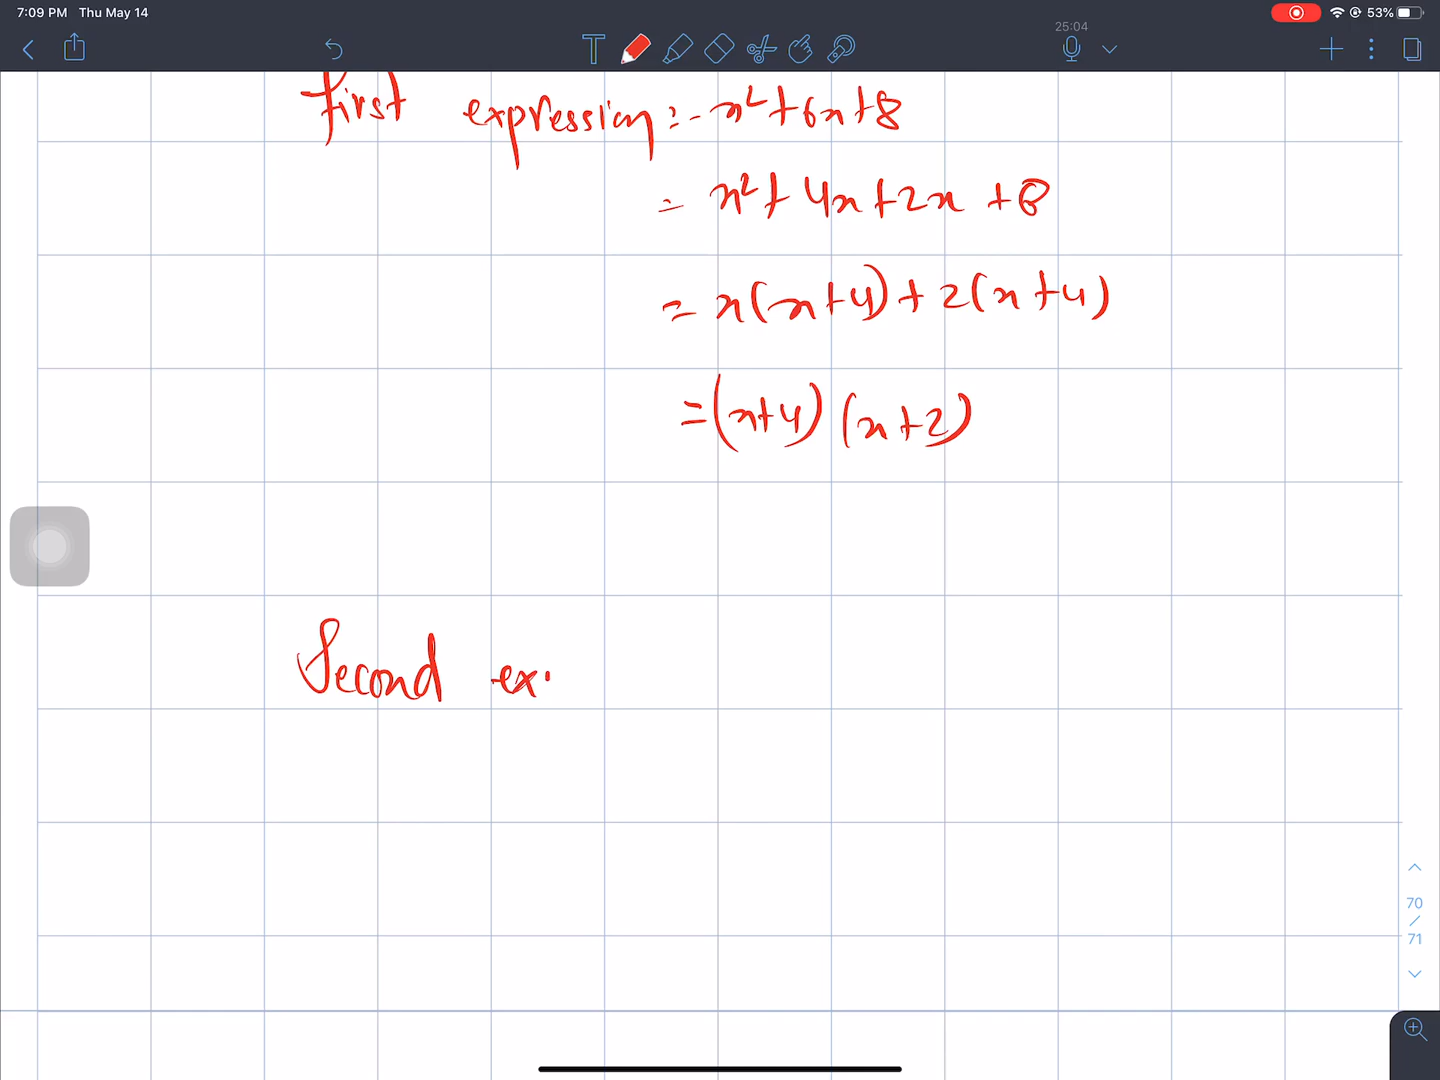 7:09 PM Thu May 14
53%
25:04
T
First expression = x²+6x+8
= x²+4x+2x+8
= x(x+4)+2(x+4)
=(x+4)(x+2)
Second ex
70
/
71